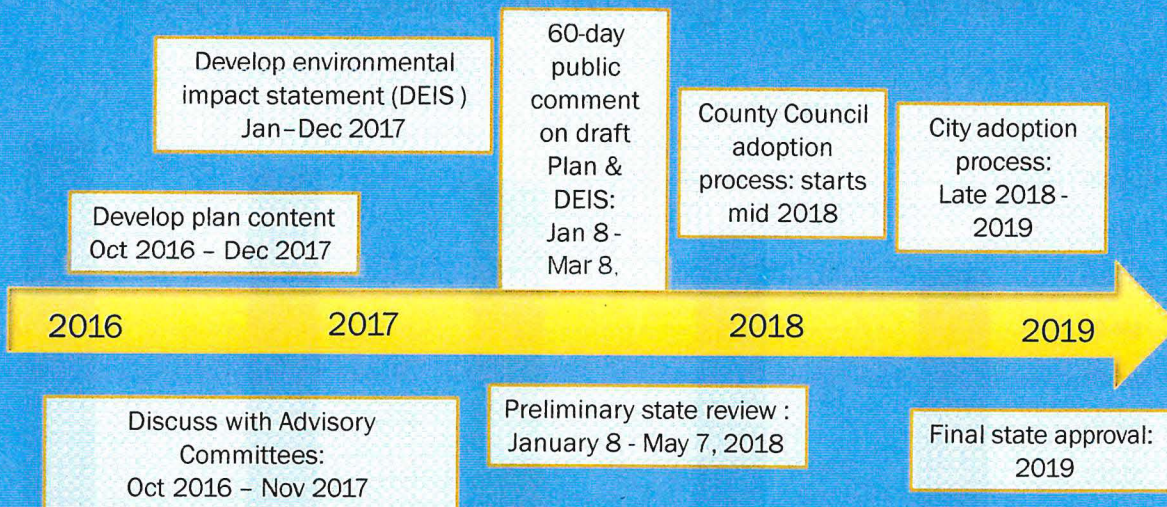 Develop environmental
impact statement (DEIS )
Jan–Dec 2017
60-day
public
comment
on draft
Plan &
DEIS:
Jan 8 -
Mar 8,
County Council
adoption
process: starts
mid 2018
City adoption
process:
Late 2018 -
2019
Develop plan content
Oct 2016 – Dec 2017
2016
2017
2018
2019
Discuss with Advisory
Committees:
Oct 2016 – Nov 2017
Preliminary state review :
January 8 - May 7, 2018
Final state approval:
2019